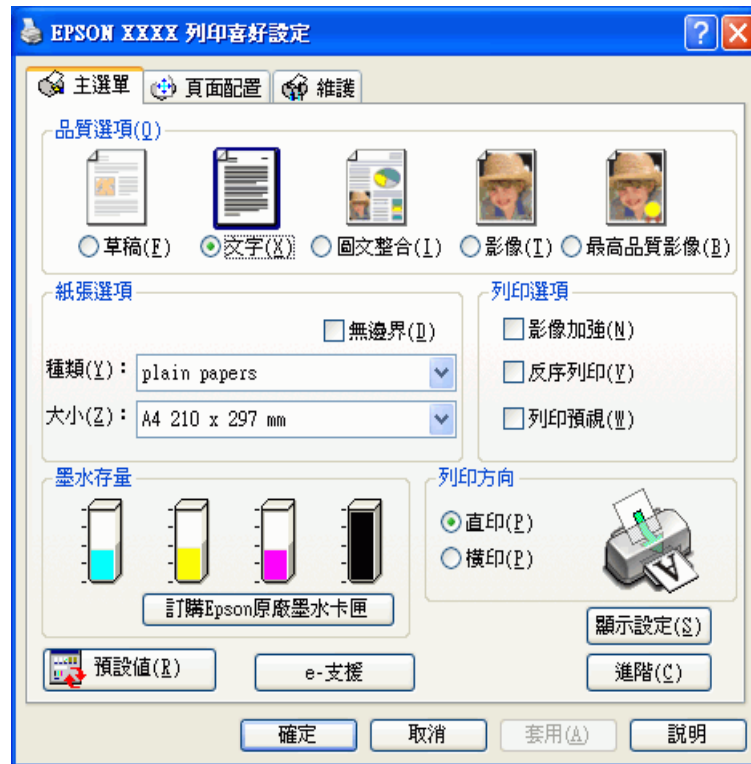 EPSON XXXX 列印喜好設定
主選單 頁面配置 維護
品質選項(Q)
草稿(F) 文字(X) 圖文整合(I) 影像(T) 最高品質影像(B)
紙張選項
無邊界(D)
種類(Y): plain papers
大小(Z): A4 210 x 297 mm
列印選項
影像加強(N)
反序列印(V)
列印預視(W)
墨水存量
訂購Epson原廠墨水卡匣
列印方向
直印(P)
橫印(P)
A
顯示設定(S)
預設值(R) e-支援 進階(C)
確定 取消 套用(A) 說明